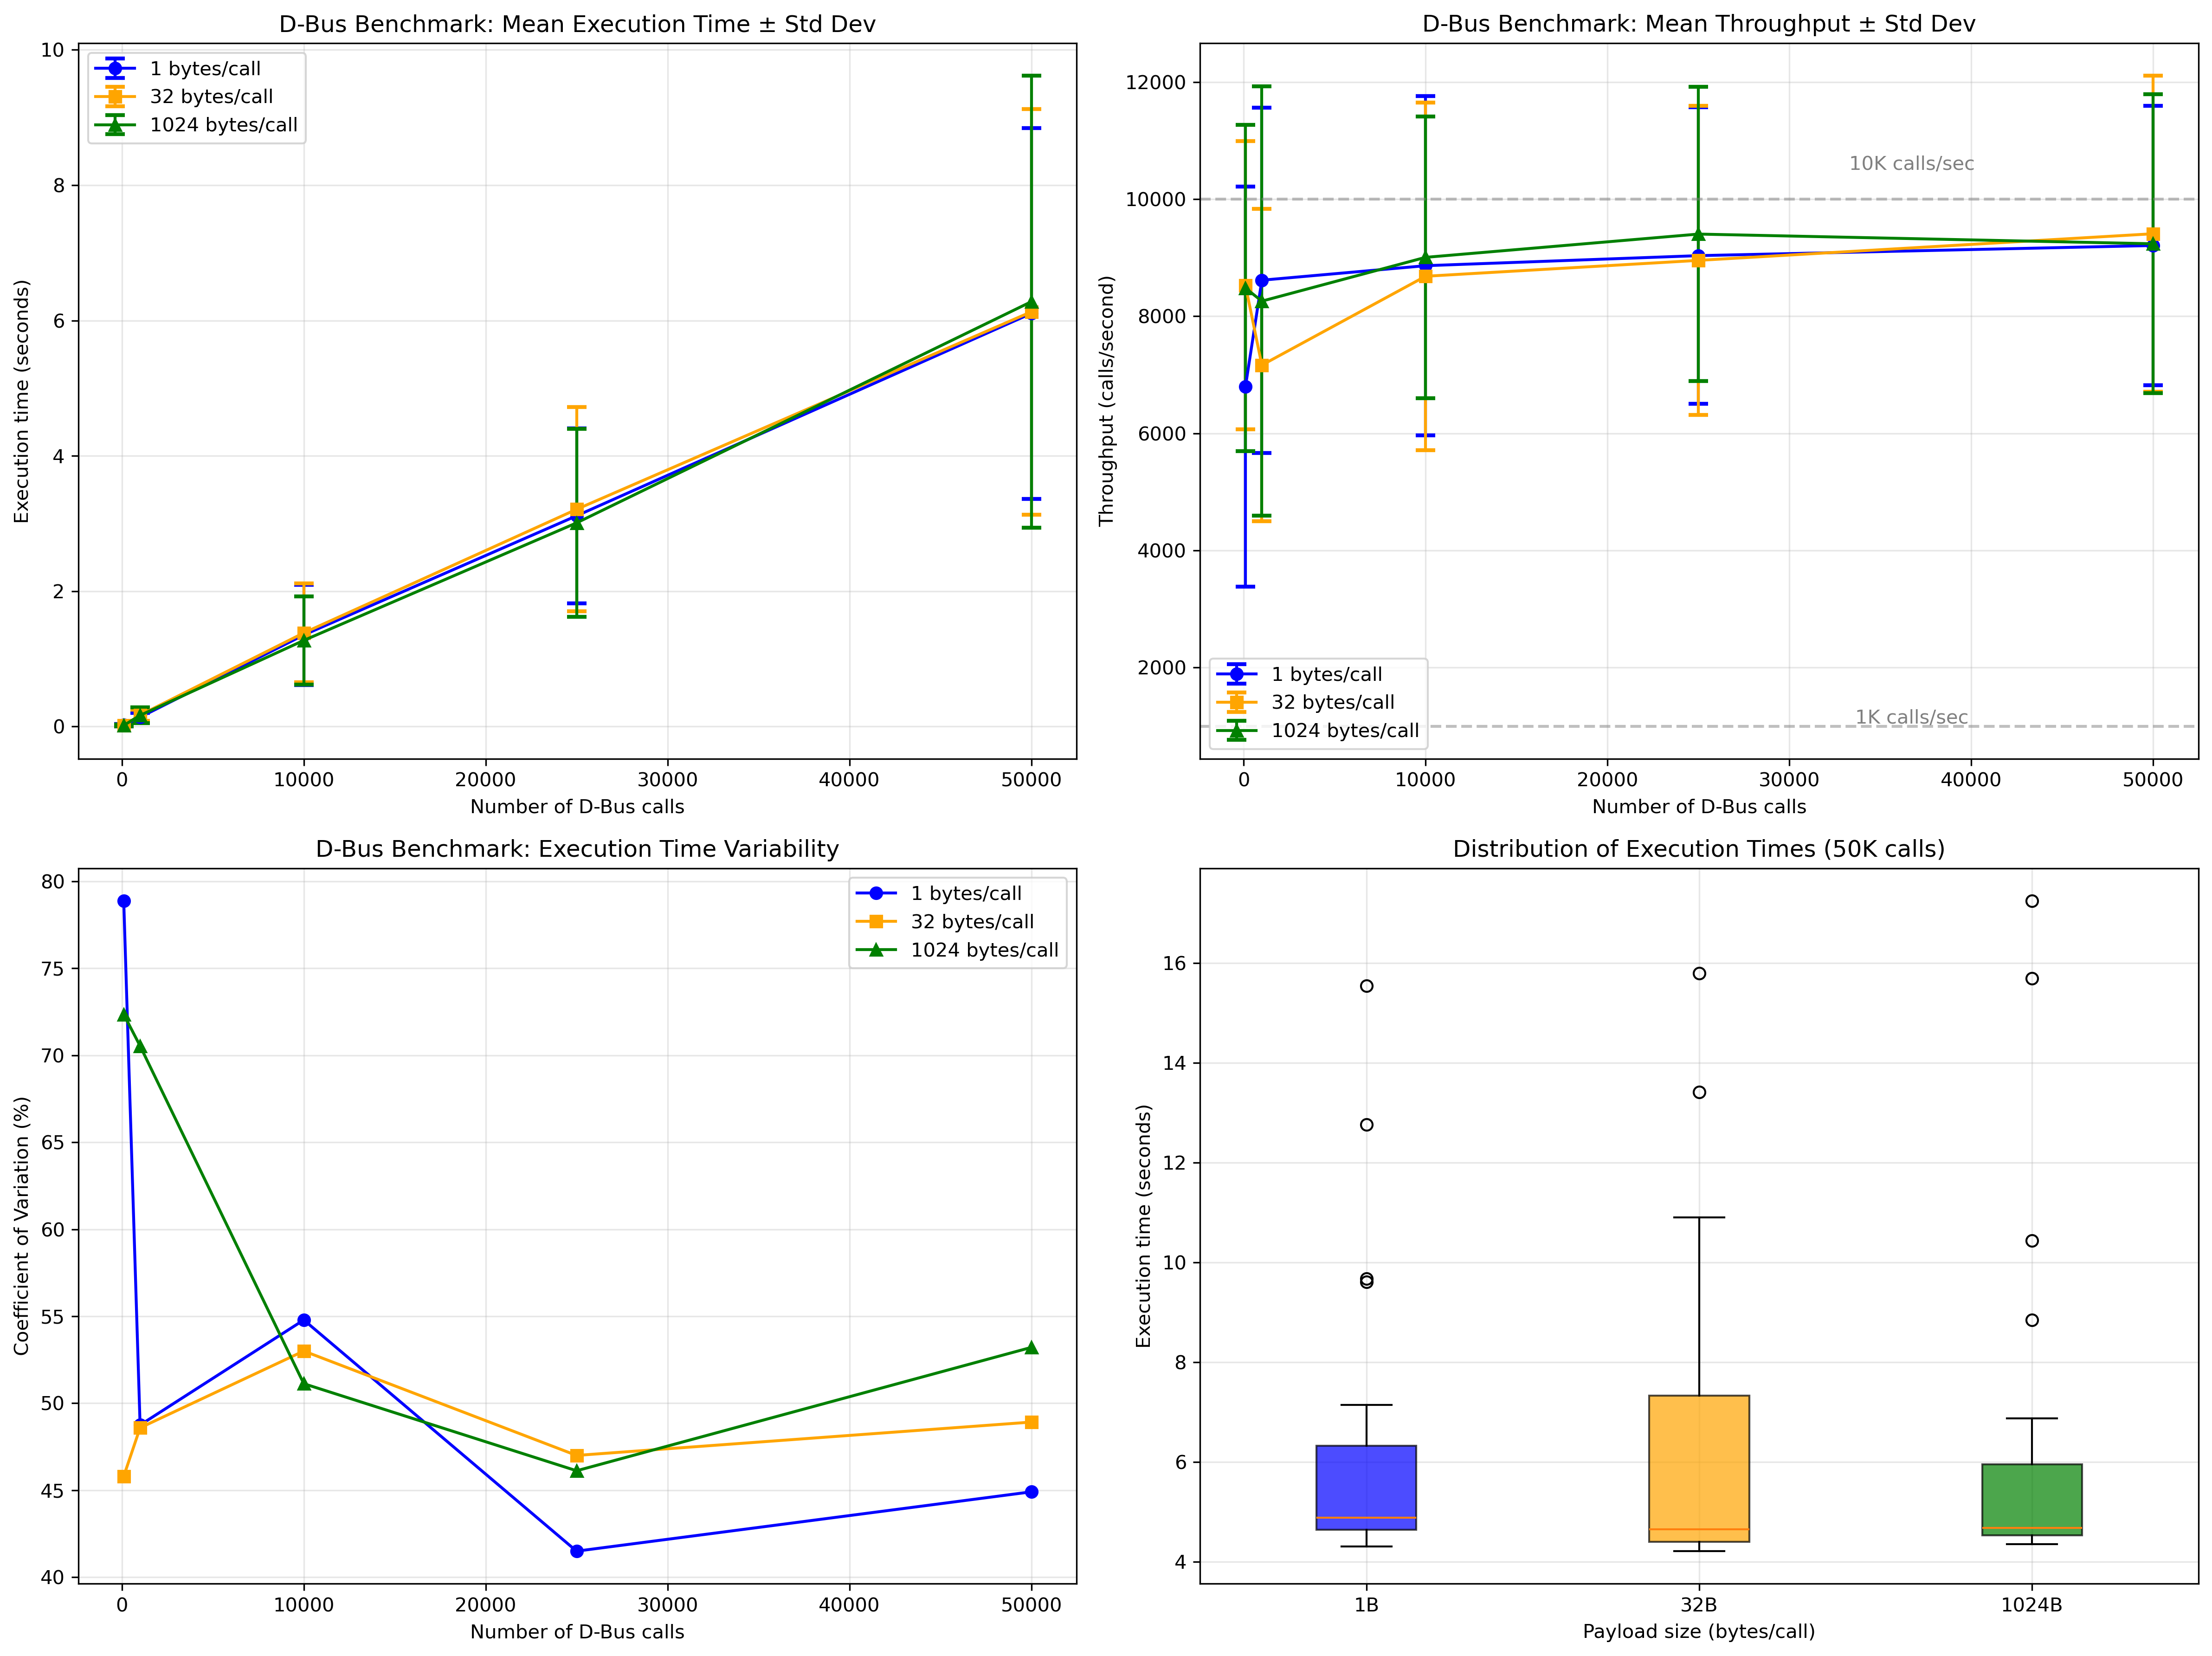 D-Bus Benchmark: Mean Execution Time ± Std Dev
1 bytes/call
32 bytes/call
1024 bytes/call
Execution time (seconds)
10
8
6
4
2
0
0 10000 20000 30000 40000 50000
Number of D-Bus calls
D-Bus Benchmark: Mean Throughput ± Std Dev
Throughput (calls/second)
12000
10000
8000
6000
4000
2000
10K calls/sec
1K calls/sec
1 bytes/call
32 bytes/call
1024 bytes/call
0 10000 20000 30000 40000 50000
Number of D-Bus calls
D-Bus Benchmark: Execution Time Variability
1 bytes/call
32 bytes/call
1024 bytes/call
Coefficient of Variation (%)
80
75
70
65
60
55
50
45
40
0 10000 20000 30000 40000 50000
Number of D-Bus calls
Distribution of Execution Times (50K calls)
Execution time (seconds)
16
14
12
10
8
6
4
1B 32B 1024B
Payload size (bytes/call)